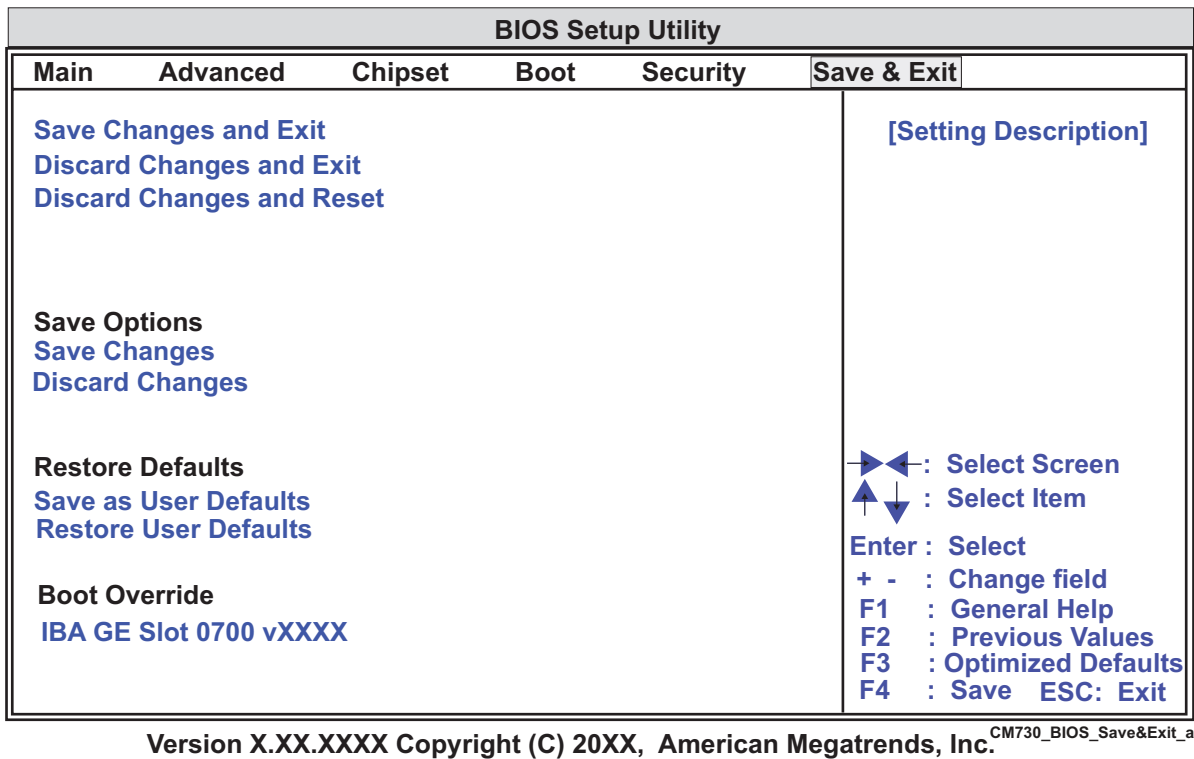 BIOS Setup Utility
Main Advanced Chipset Boot Security Save & Exit
Save Changes and Exit
Discard Changes and Exit
Discard Changes and Reset
Save Options
Save Changes
Discard Changes
Restore Defaults
Save as User Defaults
Restore User Defaults
Boot Override
IBA GE Slot 0700 vXXXX
[Setting Description]
: Select Screen
: Select Item
Enter : Select
+ - : Change field
F1 : General Help
F2 : Previous Values
F3 : Optimized Defaults
F4 : Save ESC: Exit
Version X.XX.XXXX Copyright (C) 20XX, American Megatrends, Inc.
CM730_BIOS_Save&Exit_a